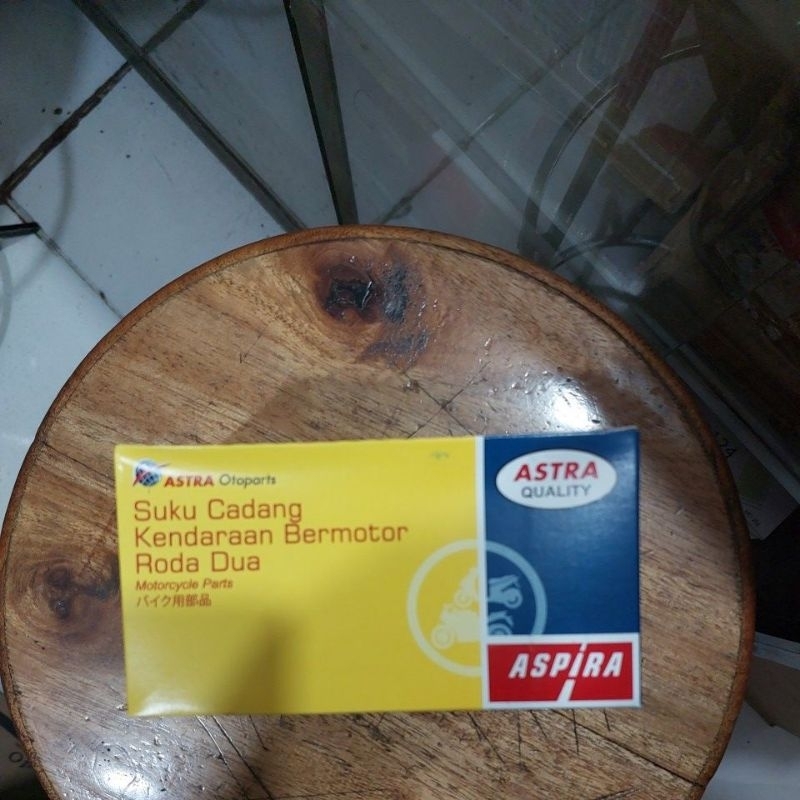 ASTRA Otoparts
Suku Cadang
Kendaraan Bermotor
Roda Dua
Motorcycle Parts
バイク用部品
ASTRA
QUALITY
ASPIRA